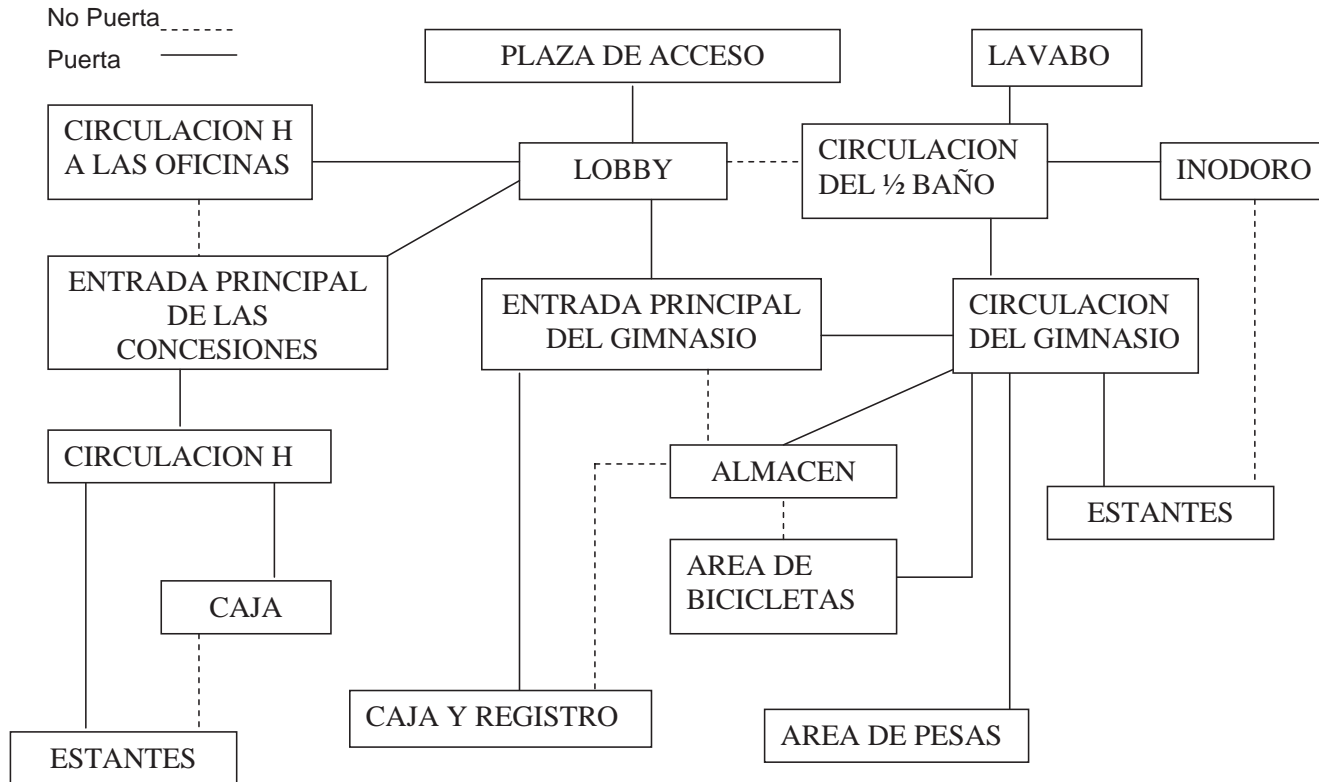 No Puerta
Puerta
PLAZA DE ACCESO
LAVABO
CIRCULACION H
A LAS OFICINAS
LOBBY
CIRCULACION
DEL ½ BAÑO
INODORO
ENTRADA PRINCIPAL
DE LAS
CONCESIONES
ENTRADA PRINCIPAL
DEL GIMNASIO
CIRCULACION
DEL GIMNASIO
CIRCULACION H
ALMACEN
ESTANTES
AREA DE
BICICLETAS
CAJA
CAJA Y REGISTRO
AREA DE PESAS
ESTANTES